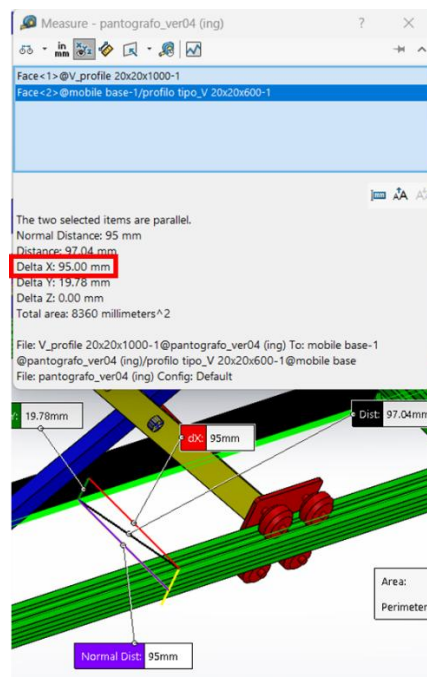 Measure - pantografo_ver04 (ing)
in
mm
Face<1>@V_profile 20x20x1000-1
Face<2>@mobile base-1/profilo tipo_V 20x20x600-1
The two selected items are parallel.
Normal Distance: 95 mm
Distance: 97.04 mm
Delta X: 95.00 mm
Delta Y: 19.78 mm
Delta Z: 0.00 mm
Total area: 8360 millimeters^2
File: V_profile 20x20x1000-1@pantografo_ver04 (ing) To: mobile base-1
@pantografo_ver04 (ing)/profilo tipo_V 20x20x600-1@mobile base
File: pantografo_ver04 (ing) Config: Default
19.78mm
Dist: 97.04mm
dX: 95mm
Area:
Perimeter
Normal Dist: 95mm